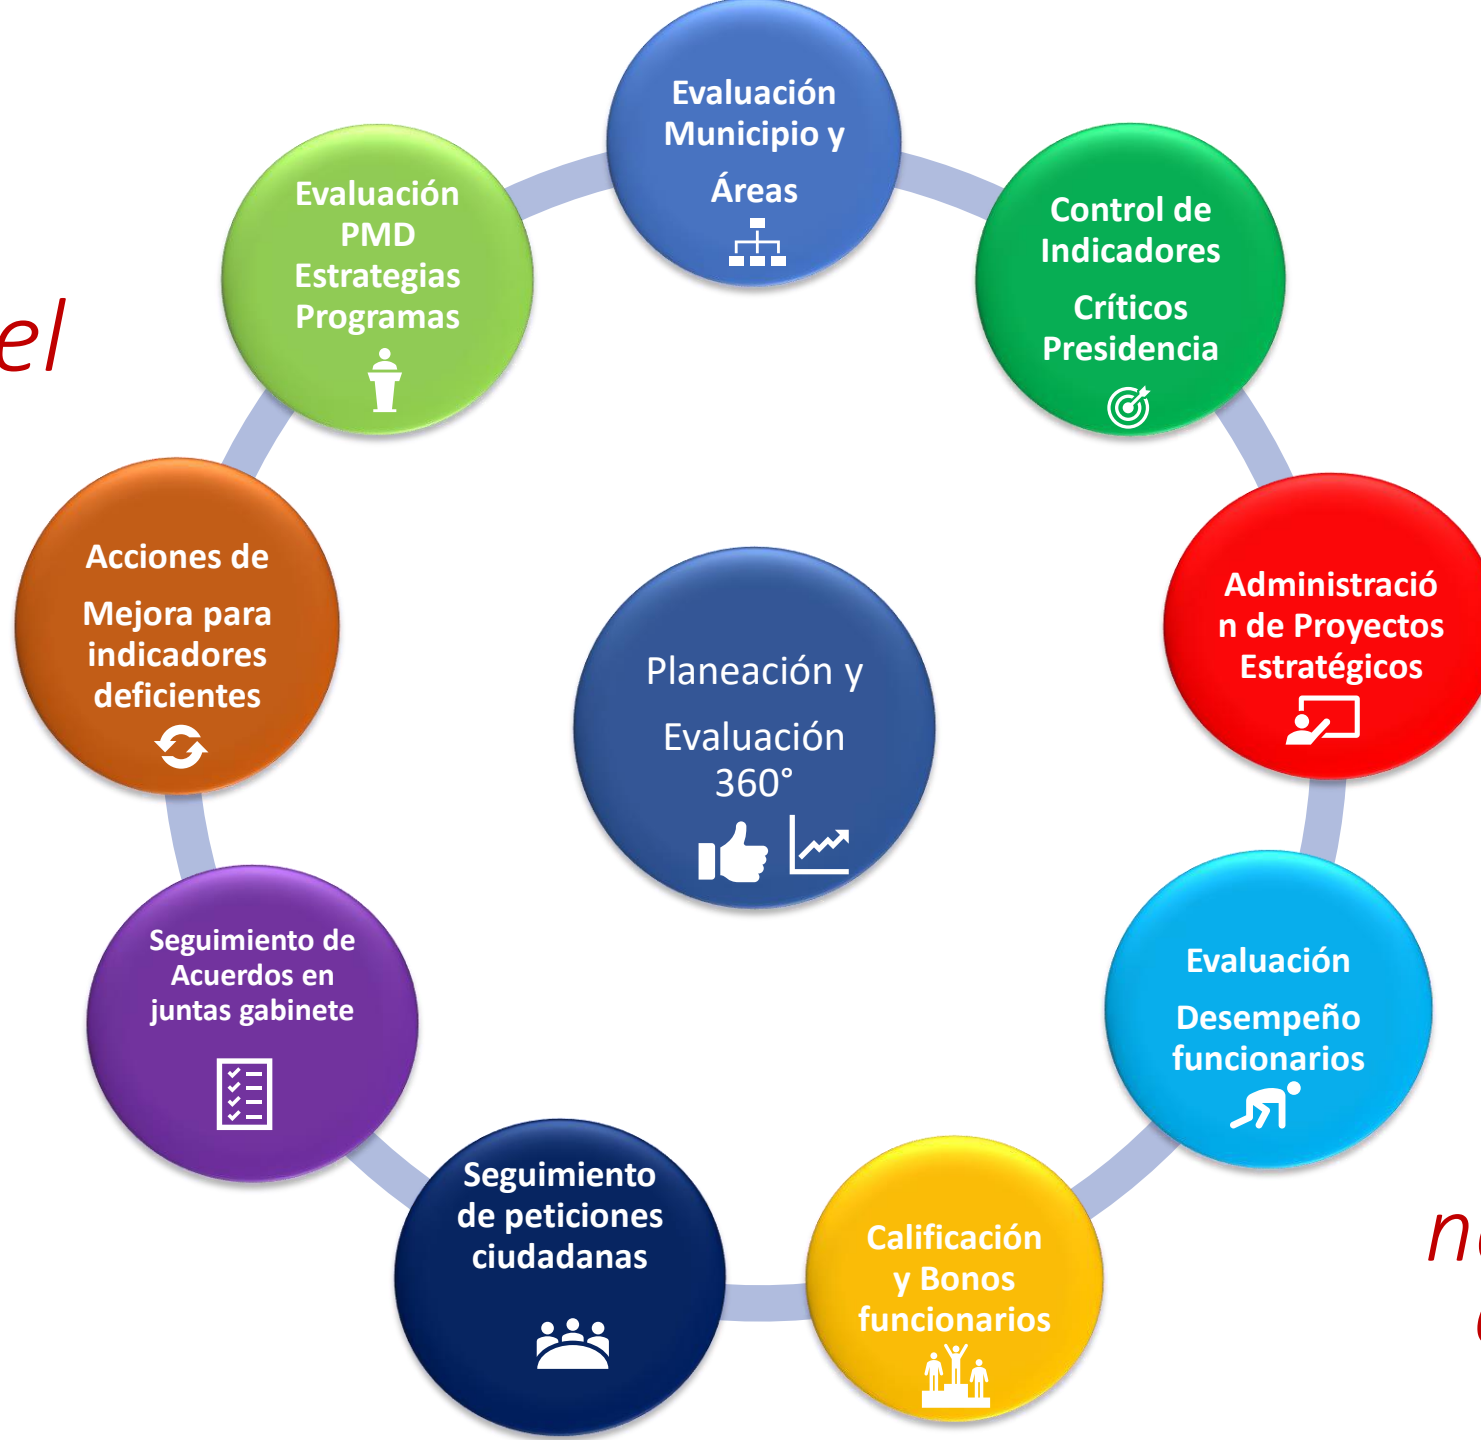 Evaluación
Municipio y
Áreas
Control de
Indicadores
Críticos
Presidencia
Administració
n de Proyectos
Estratégicos
Evaluación
Desempeño
funcionarios
Calificación
y Bonos
funcionarios
Seguimiento
de peticiones
ciudadanas
Seguimiento de
Acuerdos en
juntas gabinete
Acciones de
Mejora para
indicadores
deficientes
Evaluación
PMD
Estrategias
Programas
Planeación y
Evaluación
360°
el